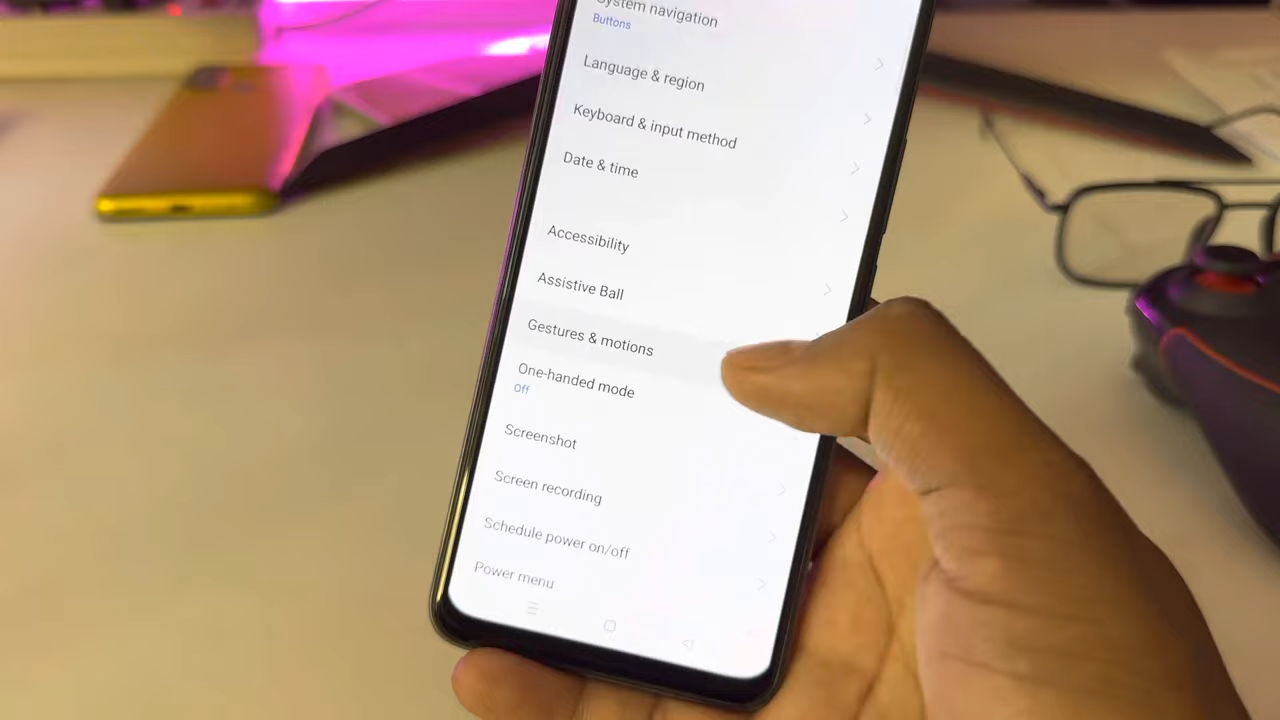 System navigation
Buttons
Language & region
Keyboard & input method
Date & time
Accessibility
Assistive Ball
Gestures & motions
One-handed mode
Off
Screenshot
Screen recording
Schedule power on/off
Power menu